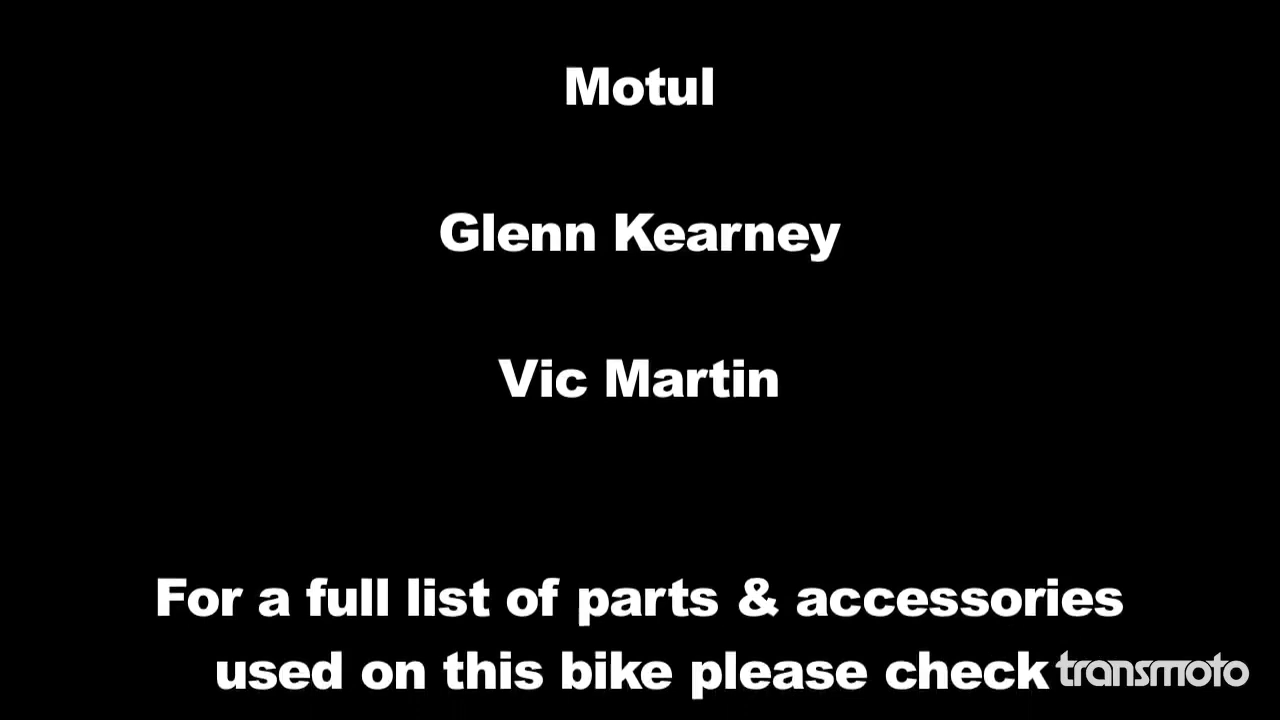 Motul
Glenn Kearney
Vic Martin
For a full list of parts & accessories
used on this bike please check
transmoto